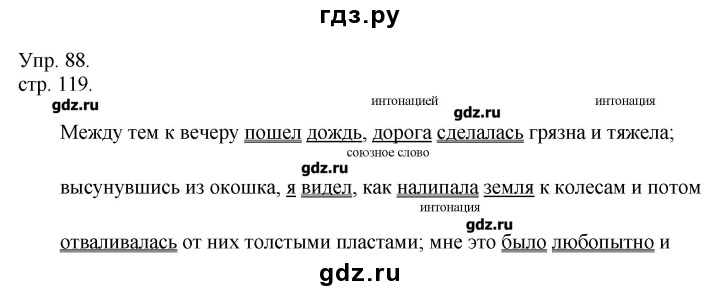 гдз.ру
Упр. 88.
стр. 119.
gdz.ru
интонацией
gdz.ru
интонация
Между тем к вечеру пошел дождь, дорога сделалась грязна и тяжела;
союзное слово
gdz.ru
высунувшись из окошка, я видел, как налипала земля к колесам и потом
интонация
gdz.ru
отваливалась от них толстыми пластами; мне это было любопытно и
gdz.ru